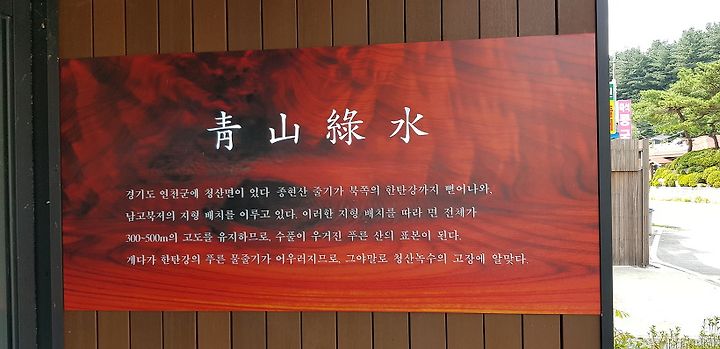 靑山綠水
경기도 연천군에 청산면이 있다 종현산 줄기가 북쪽의 한탄강까지 뻗어나와,
남고북저의 지형 배치를 이루고 있다. 이러한 지형 배치를 따라 면 전체가
300~500m의 고도를 유지하므로, 수풀이 우거진 푸른 산의 표본이 된다.
게다가 한탄강의 푸른 물줄기가 어우러지므로, 그야말로 청산녹수의 고장에 알맞다.